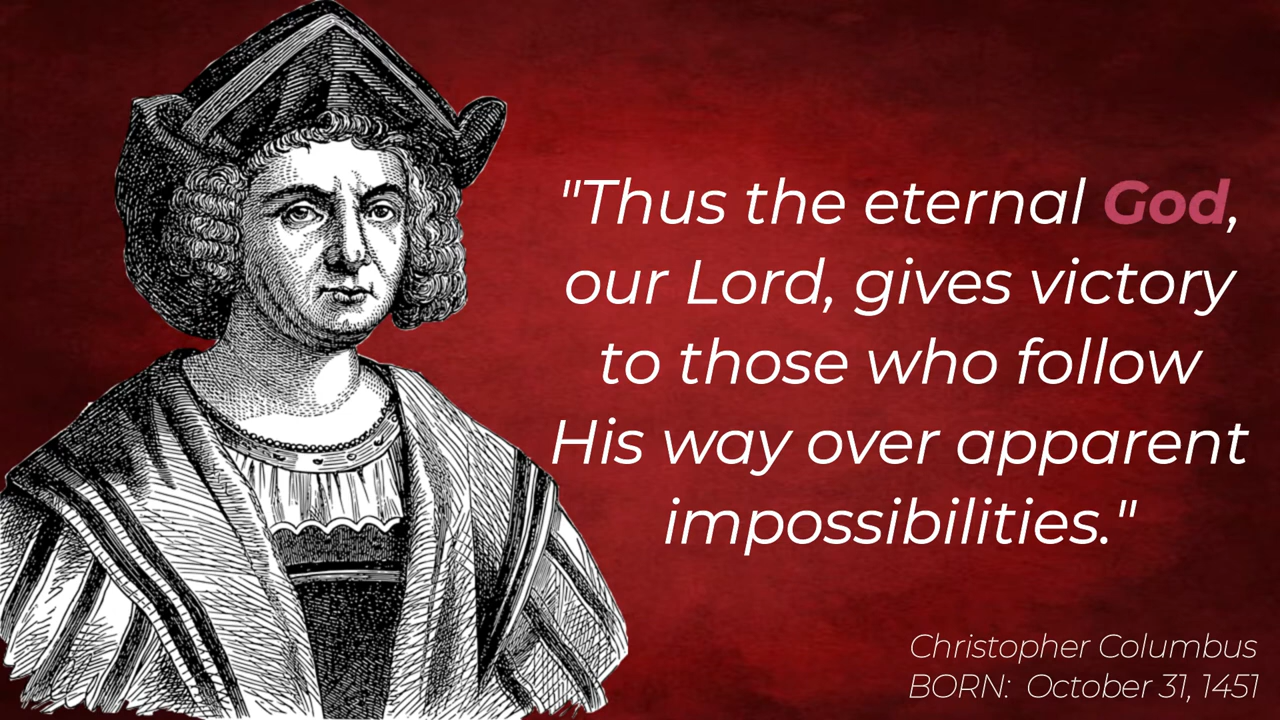 "Thus the eternal God,
our Lord, gives victory
to those who follow
His way over apparent
impossibilities."
Christopher Columbus
BORN:  October 31, 1451